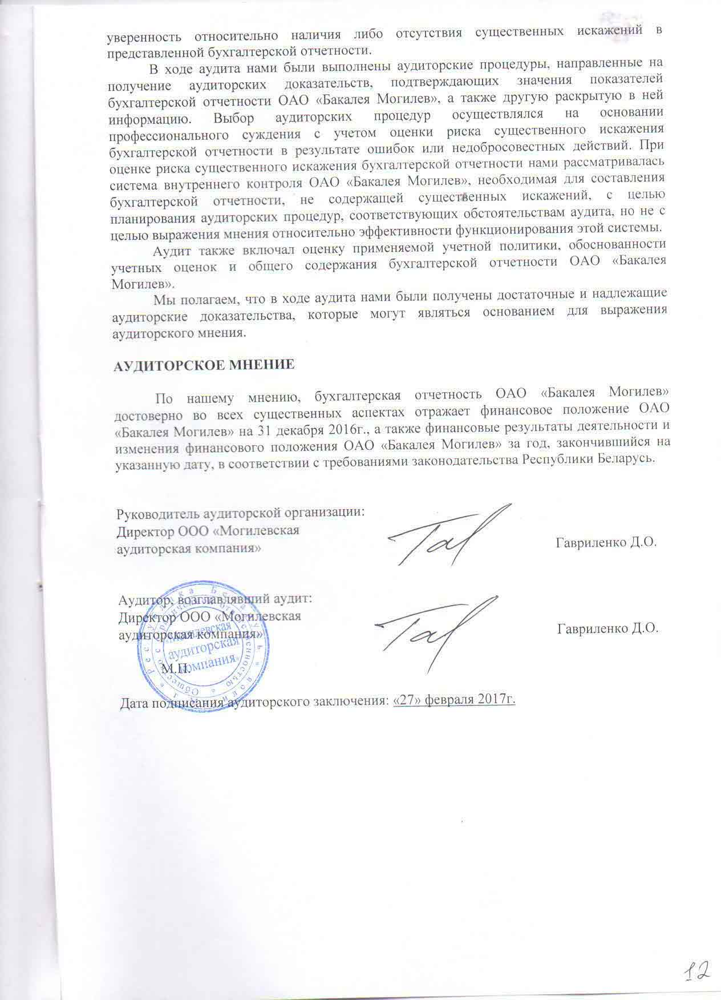 уверенность относительно наличия либо отсутствия существенных искажений в
представленной бухгалтерской отчетности.
В ходе аудита нами были выполнены аудиторские процедуры, направленные на
получение аудиторских доказательств, подтверждающих значения показателей
бухгалтерской отчетности ОАО «Бакалея Могилев», а также другую раскрытую в ней
информацию. Выбор аудиторских процедур осуществлялся на основании
профессионального суждения с учетом оценки риска существенного искажения
бухгалтерской отчетности в результате ошибок или недобросовестных действий. При
оценке риска существенного искажения бухгалтерской отчетности нами рассматривалась
система внутреннего контроля ОАО «Бакалея Могилев», необходимая для составления
бухгалтерской отчетности, не содержащей существенных искажений, с целью
планирования аудиторских процедур, соответствующих обстоятельствам аудита, но не с
целью выражения мнения относительно эффективности функционирования этой системы.
Аудит также включал оценку применяемой учетной политики, обоснованности
учетных оценок и общего содержания бухгалтерской отчетности ОАО «Бакалея
Могилев».
Мы полагаем, что в ходе аудита нами были получены достаточные и надлежащие
аудиторские доказательства, которые могут являться основанием для выражения
аудиторского мнения.
АУДИТОРСКОЕ МНЕНИЕ
По нашему мнению, бухгалтерская отчетность ОАО «Бакалея Могилев»
достоверно во всех существенных аспектах отражает финансовое положение ОАО
«Бакалея Могилев» на 31 декабря 2016г., а также финансовые результаты деятельности и
изменения финансового положения ОАО «Бакалея Могилев» за год, закончившийся на
указанную дату, в соответствии с требованиями законодательства Республики Беларусь.
Руководитель аудиторской организации:
Директор ООО «Могилевская
аудиторская компания» Гавриленко Д.О.
Аудитор, возглавлявший аудит:
Директор ООО «Могилевская
аудиторская компания» Гавриленко Д.О.
М.П.
Республика Беларусь
Общество с ограниченной ответственностью
«Могилевская
аудиторская
компания»
Дата подписания аудиторского заключения: «27» февраля 2017г.
12